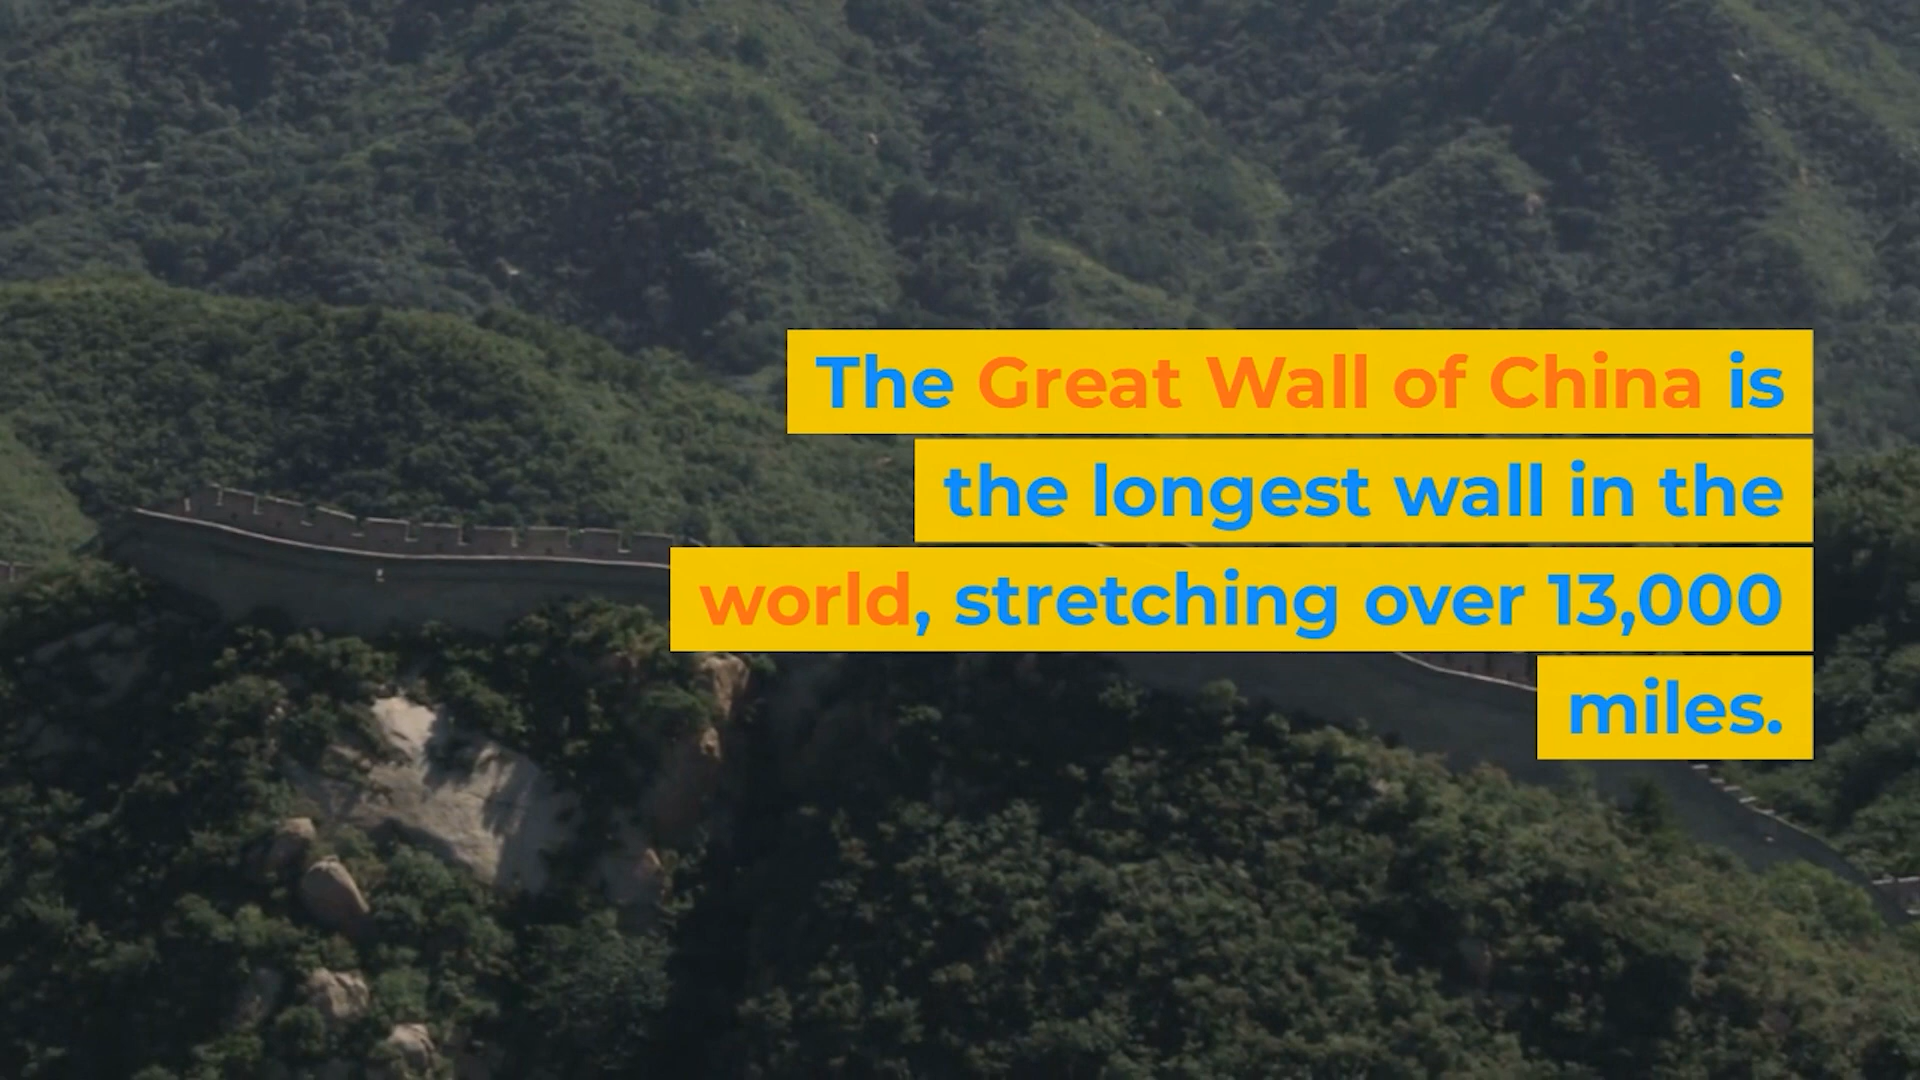 The Great Wall of China is
the longest wall in the
world, stretching over 13,000
miles.